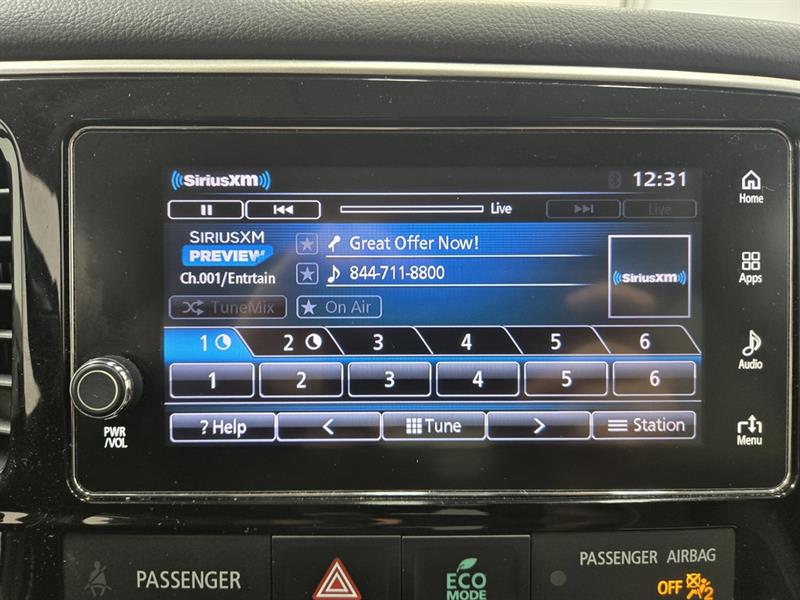 SiriusXM 12:31
Live Live
SIRIUSXM Great Offer Now!
PREVIEW 844-711-8800
Ch.001/Entrtain
SiriusXM
TuneMix On Air
1 2 3 4 5 6
1 2 3 4 5 6
? Help < Tune > Station
Home
Apps
Audio
Menu
PWR
/VOL
PASSENGER
ECO
MODE
PASSENGER AIRBAG
OFF 2